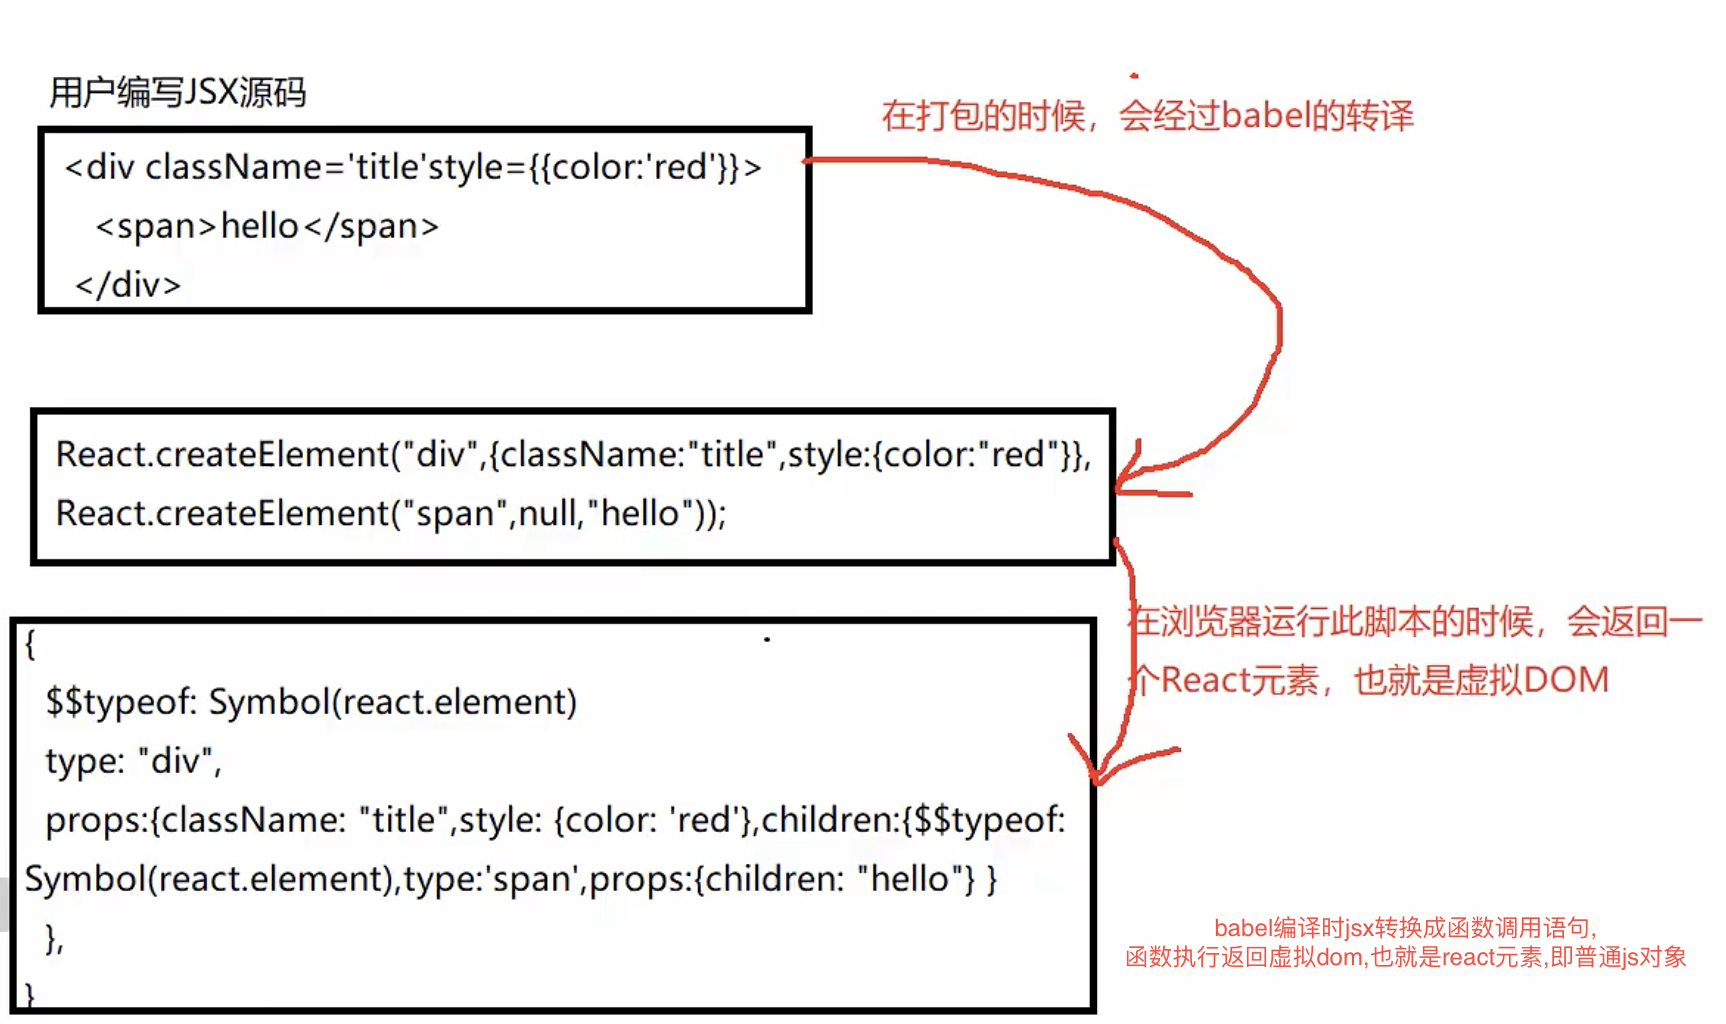 用户编写JSX源码
在打包的时候，会经过babel的转译
<div className='title'style={{color:'red'}}>
<span>hello</span>
</div>
React.createElement("div",{className:"title",style:{color:"red"}},
React.createElement("span",null,"hello"));
在浏览器运行此脚本的时候，会返回一
个React元素，也就是虚拟DOM
{
$$typeof: Symbol(react.element)
type: "div",
props:{className: "title",style: {color: 'red'},children:{$$typeof:
Symbol(react.element),type:'span',props:{children: "hello"} }
},
}
babel编译时jsx转换成函数调用语句,
函数执行返回虚拟dom,也就是react元素,即普通js对象